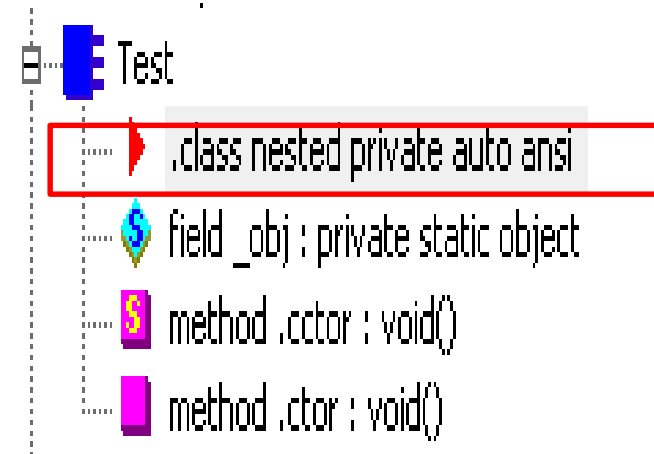 Test
.class nested private auto ansi
field _obj : private static object
method .cctor : void()
method .ctor : void()